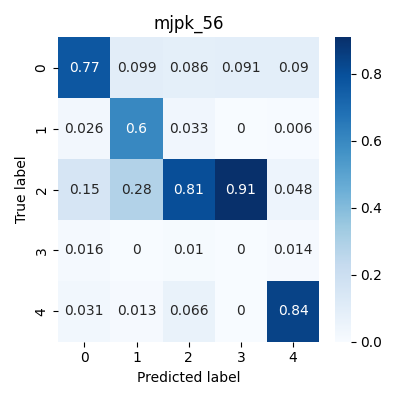 mjpk_56
0 0.77 0.099 0.086 0.091 0.09
0.8
1 0.026 0.6 0.033 0 0.006
0.6
True label
2 0.15 0.28 0.81 0.91 0.048
0.4
3 0.016 0 0.01 0 0.014
0.2
4 0.031 0.013 0.066 0 0.84
0.0
0 1 2 3 4
Predicted label